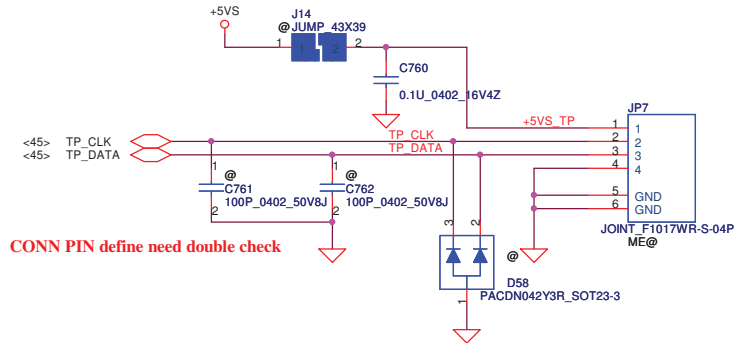 +5VS
J14
@ JUMP_43X39
1 1 2 2
C760
0.1U_0402_16V4Z
JP7
+5VS_TP 1 1
<45> TP_CLK TP_CLK 2 2
<45> TP_DATA TP_DATA 3 3
4 4
1 @ 1 @
C761 C762
100P_0402_50V8J 100P_0402_50V8J
2 2
5 GND
6 GND
JOINT_F1017WR-S-04P
ME@
3 2
CONN PIN define need double check
@
D58
PACDN042Y3R_SOT23-3
1